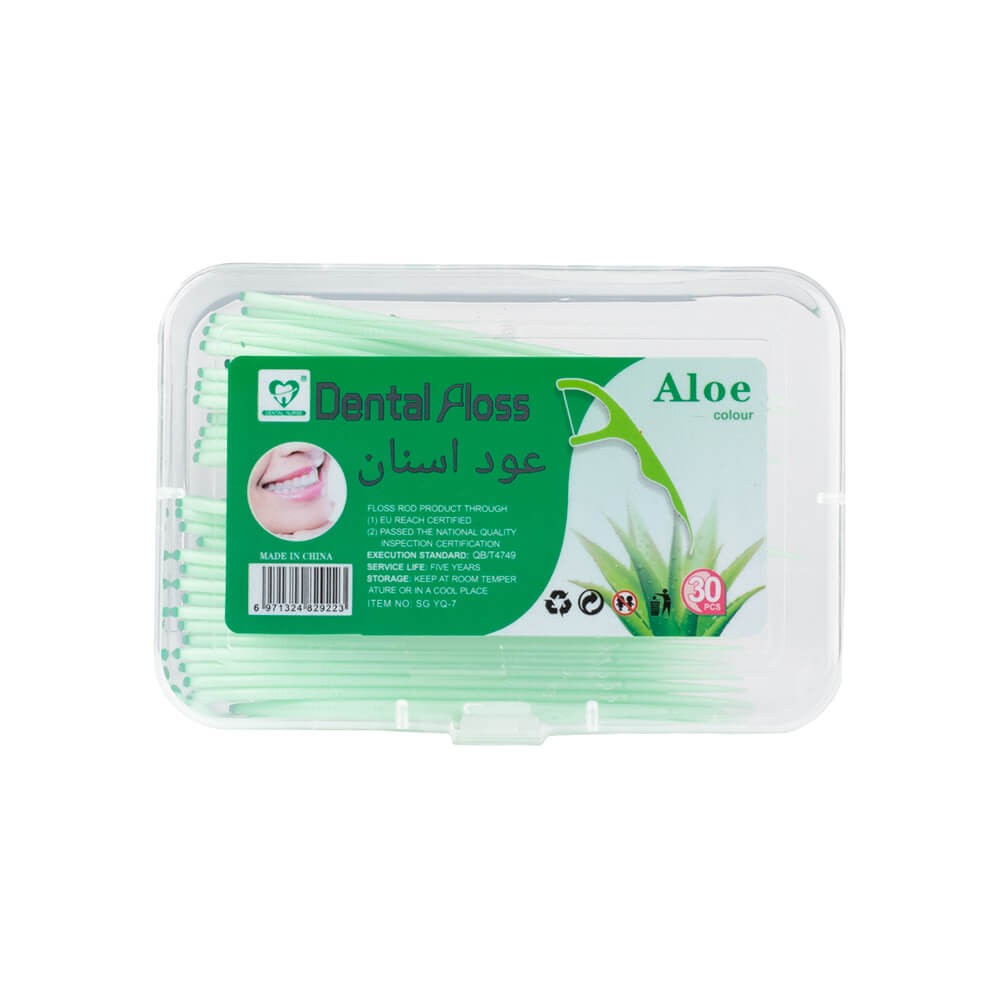 DENTAL NURSE
Dental Floss
عود اسنان
FLOSS ROD PRODUCT THROUGH
(1) EU REACH CERTIFIED
(2) PASSED THE NATIONAL QUALITY
INSPECTION CERTIFICATION
EXECUTION STANDARD: QB/T4749
SERVICE LIFE: FIVE YEARS
STORAGE: KEEP AT ROOM TEMPER
ATURE OR IN A COOL PLACE
ITEM NO: SG YQ-7
MADE IN CHINA
6 971324 829223
Aloe
colour
30
PCS